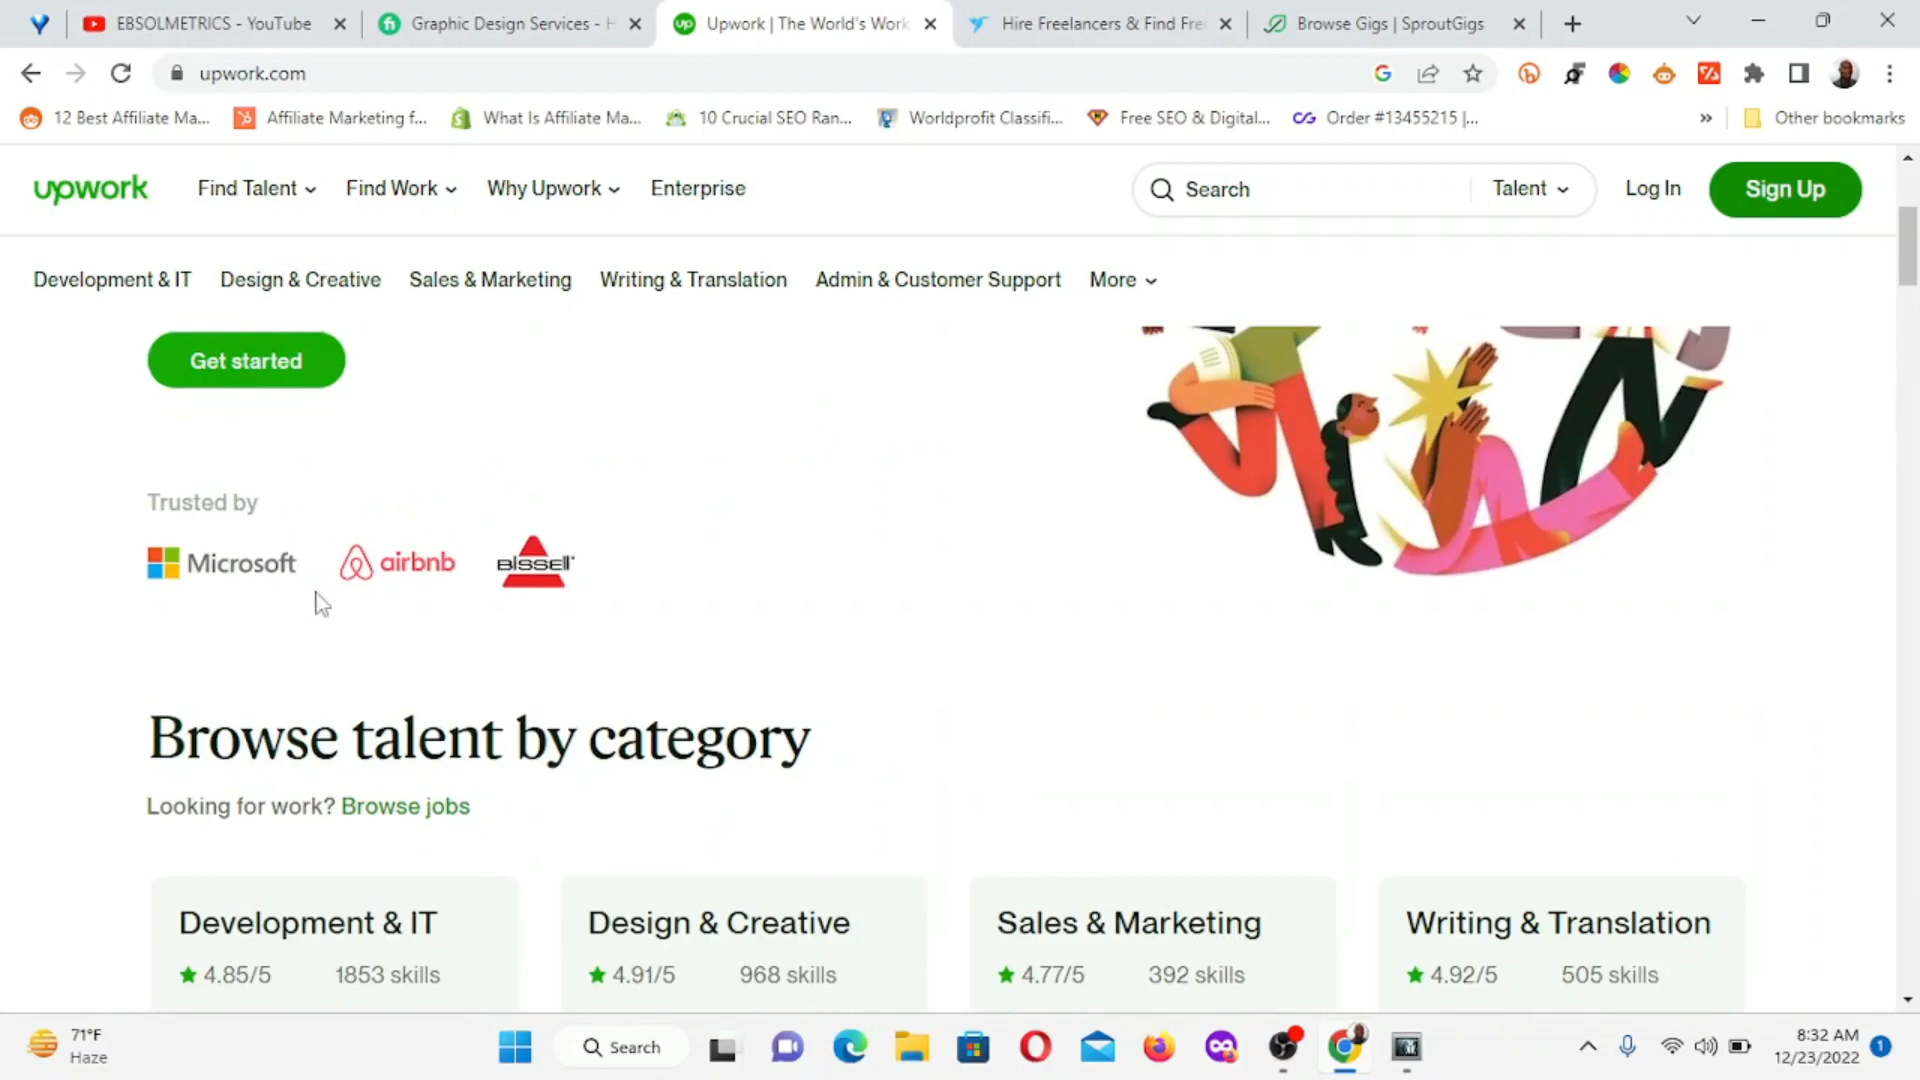 EBSOLMETRICS - YouTube
Graphic Design Services - H
Upwork | The World's Work
Hire Freelancers & Find Fre
Browse Gigs | SproutGigs
upwork.com
12 Best Affiliate Ma...
Affiliate Marketing f...
What Is Affiliate Ma...
10 Crucial SEO Ran...
Worldprofit Classifi...
Free SEO & Digital...
Order #13455215 |...
Other bookmarks
upwork
Find Talent
Find Work
Why Upwork
Enterprise
Search
Talent
Log In
Sign Up
Development & IT
Design & Creative
Sales & Marketing
Writing & Translation
Admin & Customer Support
More
Get started
Trusted by
Microsoft
airbnb
BISSELL
Browse talent by category
Looking for work? Browse jobs
Development & IT
4.85/5 1853 skills
Design & Creative
4.91/5 968 skills
Sales & Marketing
4.77/5 392 skills
Writing & Translation
4.92/5 505 skills
71°F
Haze
Search
8:32 AM
12/23/2022
1